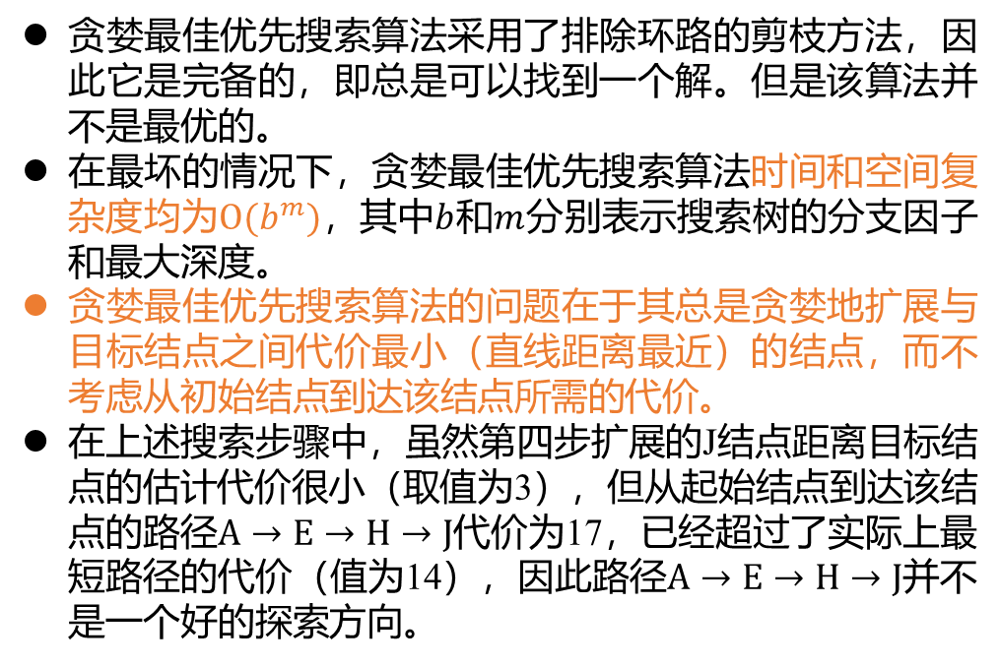 ● 贪婪最佳优先搜索算法采用了排除环路的剪枝方法，因
此它是完备的，即总是可以找到一个解。但是该算法并
不是最优的。
● 在最坏的情况下，贪婪最佳优先搜索算法时间和空间复
杂度均为O(𝑏ᵐ)，其中𝑏和𝑚分别表示搜索树的分支因子
和最大深度。
● 贪婪最佳优先搜索算法的问题在于其总是贪婪地扩展与
目标结点之间代价最小（直线距离最近）的结点，而不
考虑从初始结点到达该结点所需的代价。
● 在上述搜索步骤中，虽然第四步扩展的J结点距离目标结
点的估计代价很小（取值为3），但从起始结点到达该结
点的路径A → E → H → J代价为17，已经超过了实际上最
短路径的代价（值为14），因此路径A → E → H → J并不
是一个好的探索方向。